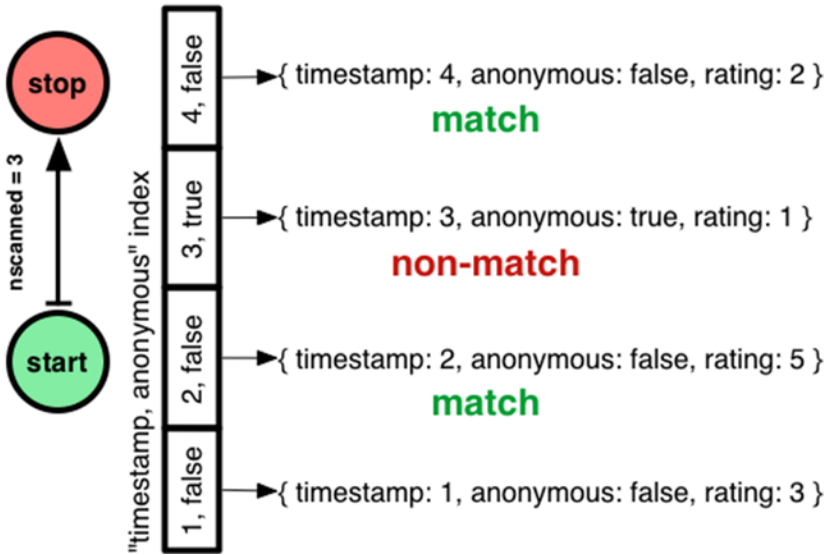 stop
nscanned = 3
start
"timestamp, anonymous" index
4, false
{ timestamp: 4, anonymous: false, rating: 2 }
match
3, true
{ timestamp: 3, anonymous: true, rating: 1 }
non-match
2, false
{ timestamp: 2, anonymous: false, rating: 5 }
match
1, false
{ timestamp: 1, anonymous: false, rating: 3 }